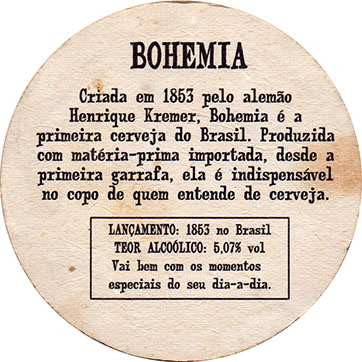 BOHEMIA
Criada em 1853 pelo alemão
Henrique Kremer, Bohemia é a
primeira cerveja do Brasil. Produzida
com matéria-prima importada, desde a
primeira garrafa, ela é indispensável
no copo de quem entende de cerveja.
LANÇAMENTO: 1853 no Brasil
TEOR ALCOÓLICO: 5,07% vol
Vai bem com os momentos
especiais do seu dia-a-dia.